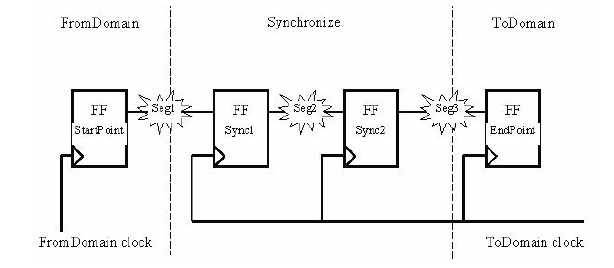 FromDomain Synchronize ToDomain
FF Seg1 FF Seg2 FF Seg3 FF
StartPoint Sync1 Sync2 EndPoint
FromDomain clock ToDomain clock